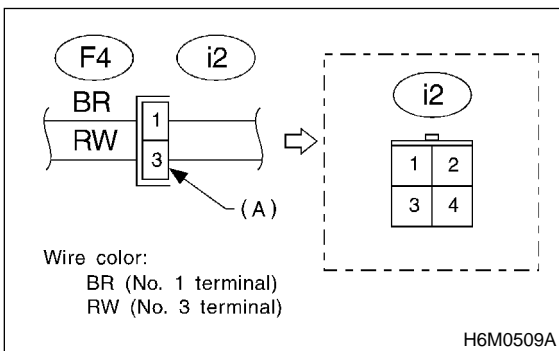 F4 i2
BR
RW
1
3
(A)
i2
1 2
3 4
Wire color:
BR (No. 1 terminal)
RW (No. 3 terminal)
H6M0509A